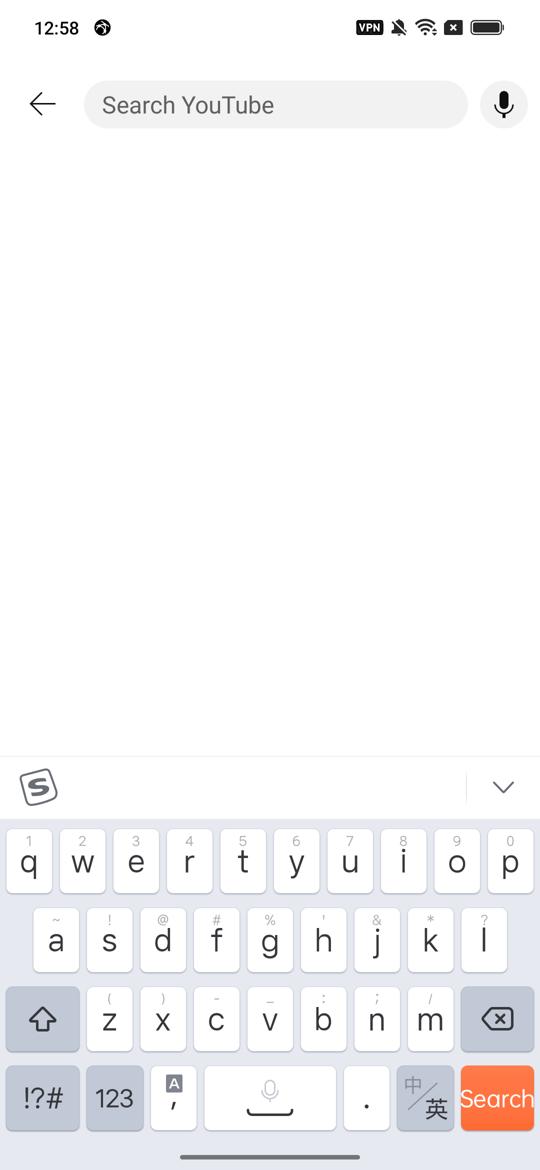 12:58 VPN
Search YouTube
S
1 2 3 4 5 6 7 8 9 0
q w e r t y u i o p
~ ! @ # % ' & * ?
a s d f g h j k l
( ) - _ : ; /
z x c v b n m
!?# 123 A , . 中/英 Search